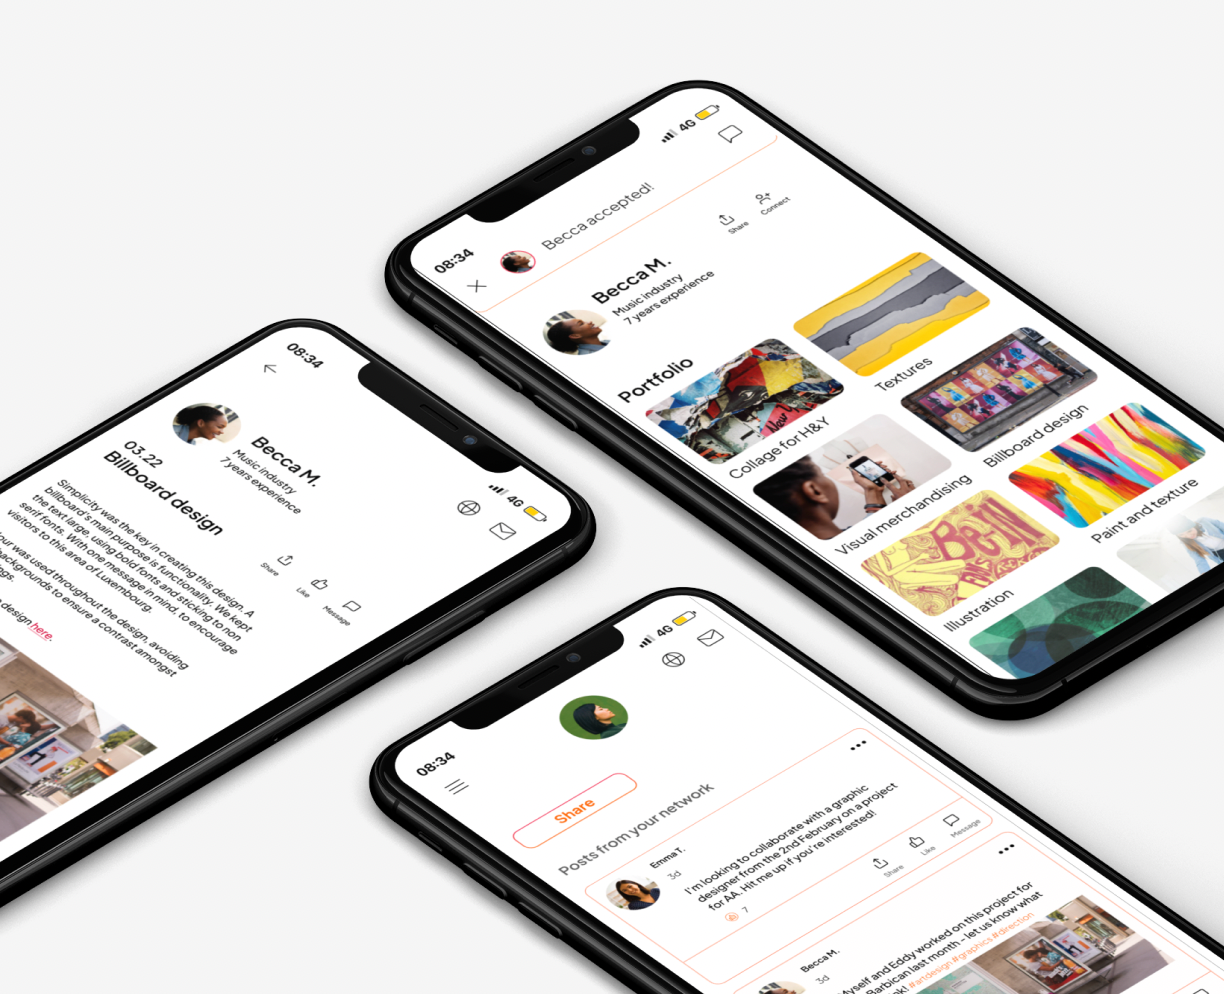 08:34
4G
Becca accepted!
Becca M.
Music industry
7 years experience
Share
Connect
Portfolio
Collage for H&Y
Textures
Visual merchandising
Billboard design
Illustration
Paint and texture
BeiN
08:34
4G
Becca M.
Music industry
7 years experience
03.22
Billboard design
Share
Like
Message
Simplicity was the key in creating this design. A
billboard's main purpose is functionality. We kept
the text large, using bold fonts and sticking to non
serif fonts. With one message in mind, to encourage
visitors to this area of Luxembourg.
our was used throughout the design, avoiding
backgrounds to ensure a contrast amongst
ngs.
design here.
08:34
4G
Share
Posts from your network
Emma T.
3d
I'm looking to collaborate with a graphic
designer from the 2nd February on a project
for AA. Hit me up if you're interested!
7
Share
Like
Message
Becca M.
3d
Myself and Eddy worked on this project for
Barbican last month – let us know what
nk! #artdesign #graphics #direction